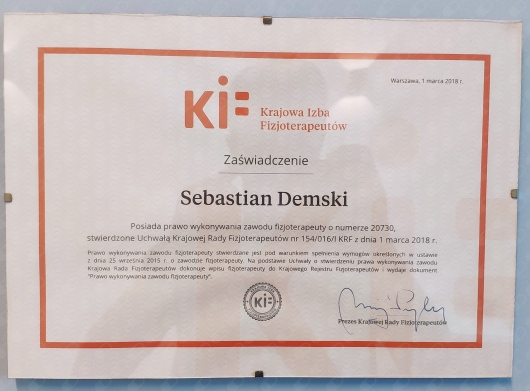 Warszawa, 1 marca 2018 r.
KIF
Krajowa Izba
Fizjoterapeutów
Zaświadczenie
Sebastian Demski
Posiada prawo wykonywania zawodu fizjoterapeuty o numerze 20730,
stwierdzone Uchwałą Krajowej Rady Fizjoterapeutów nr 154/016/I KRF z dnia 1 marca 2018 r.
Prawo wykonywania zawodu fizjoterapeuty stwierdzane jest pod warunkiem spełnienia wymogów określonych w ustawie
z dnia 25 września 2015 r. o zawodzie fizjoterapeuty. Na podstawie Uchwały o stwierdzeniu prawa wykonywania zawodu
Krajowa Rada Fizjoterapeutów dokonuje wpisu fizjoterapeuty do Krajowego Rejestru Fizjoterapeutów i wydaje dokument
"Prawo wykonywania zawodu fizjoterapeuty".
KIF
Prezes Krajowej Rady Fizjoterapeutów